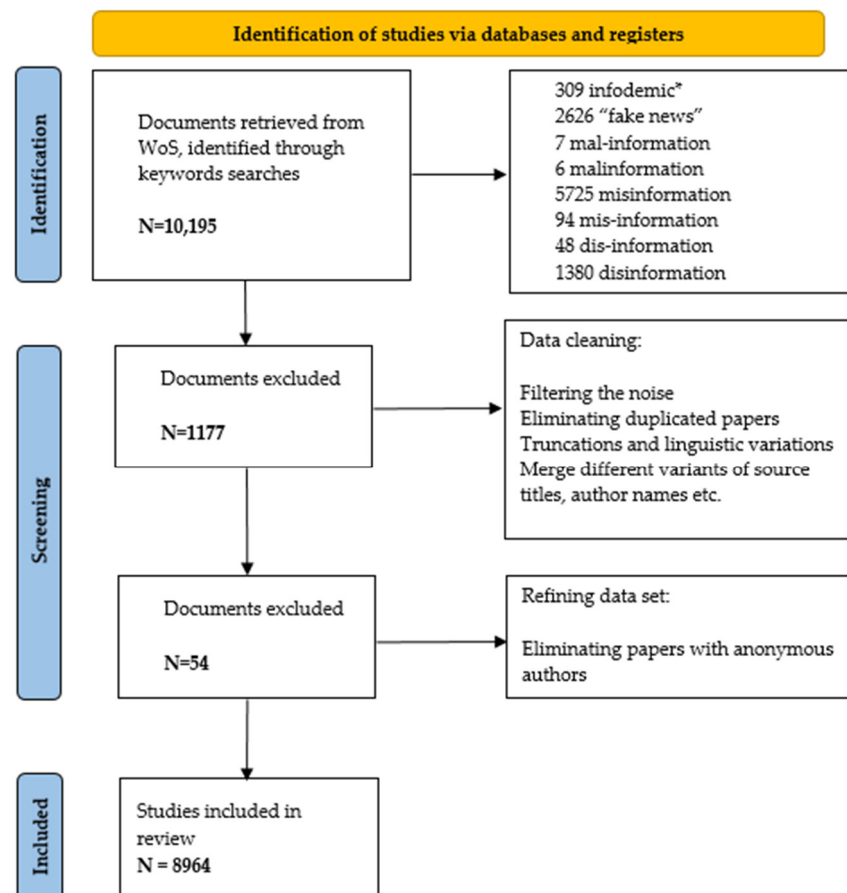 Identification of studies via databases and registers
Identification
Documents retrieved from
WoS, identified through
keywords searches
N=10,195
309 infodemic*
2626 “fake news”
7 mal-information
6 malinformation
5725 misinformation
94 mis-information
48 dis-information
1380 disinformation
Screening
Documents excluded
N=1177
Data cleaning:
Filtering the noise
Eliminating duplicated papers
Truncations and linguistic variations
Merge different variants of source
titles, author names etc.
Documents excluded
N=54
Refining data set:
Eliminating papers with anonymous
authors
Included
Studies included in
review
N = 8964